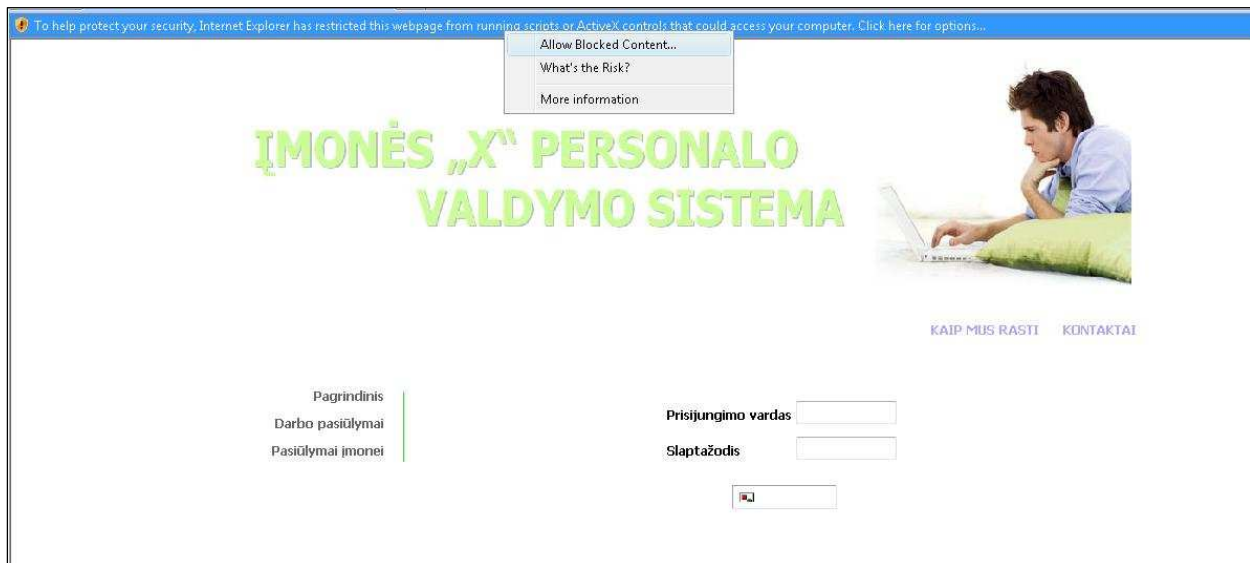 To help protect your security, Internet Explorer has restricted this webpage from running scripts or ActiveX controls that could access your computer. Click here for options...
Allow Blocked Content...
What's the Risk?
More information
ĮMONĖS „X“ PERSONALO
VALDYMO SISTEMA
KAIP MUS RASTI KONTAKTAI
Pagrindinis
Darbo pasiūlymai
Pasiūlymai įmonei
Prisijungimo vardas
Slaptažodis